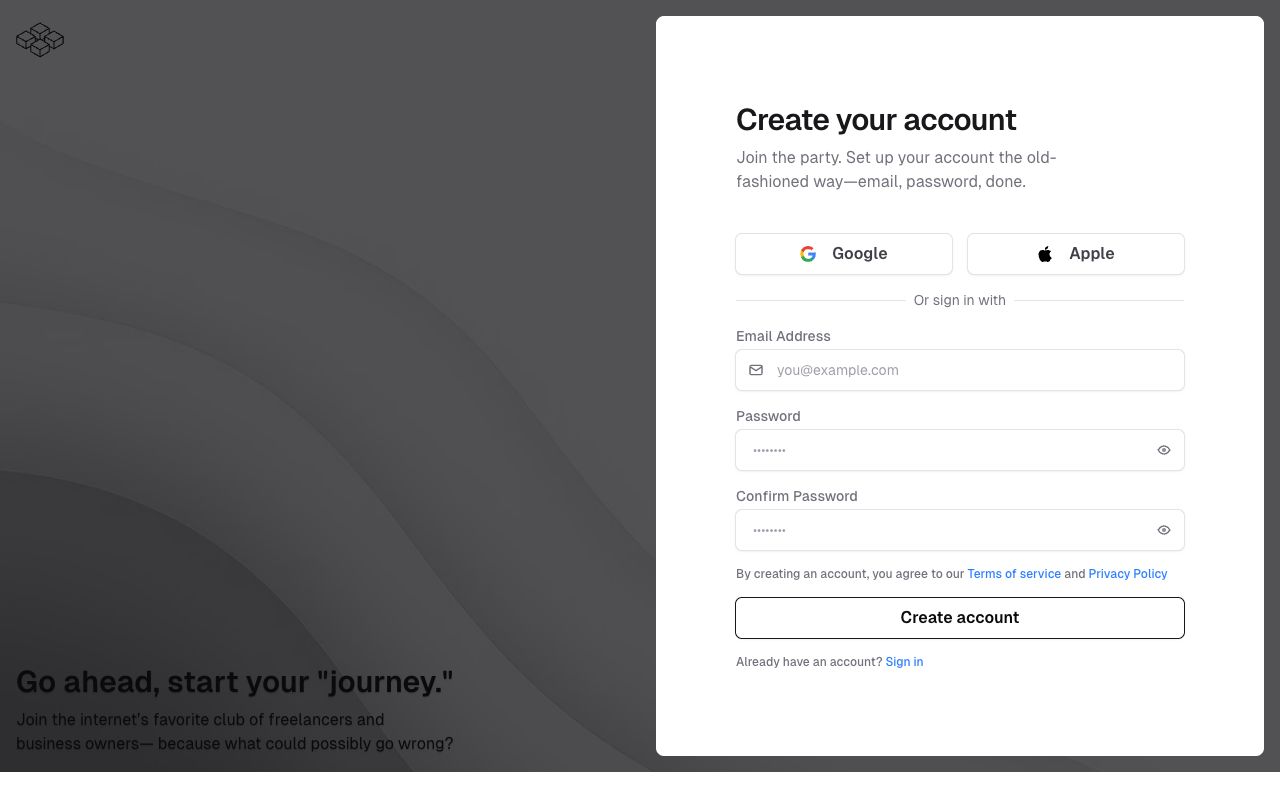 Create your account
Join the party. Set up your account the old-
fashioned way—email, password, done.
Google
Apple
Or sign in with
Email Address
you@example.com
Password
••••••••
Confirm Password
••••••••
By creating an account, you agree to our Terms of service and Privacy Policy
Create account
Already have an account? Sign in
Go ahead, start your "journey."
Join the internet's favorite club of freelancers and
business owners— because what could possibly go wrong?